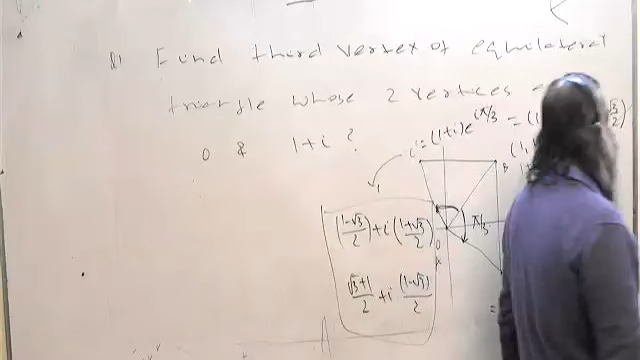 Q) Find third vertex of equilateral
triangle whose 2 vertices
0 & 1+i ?
i' = (1+i)e^{iπ/3} = (1
B
π/3
0
(1-√3)/2 + i(1+√3)/2
(√3+1)/2 + i(1-√3)/2